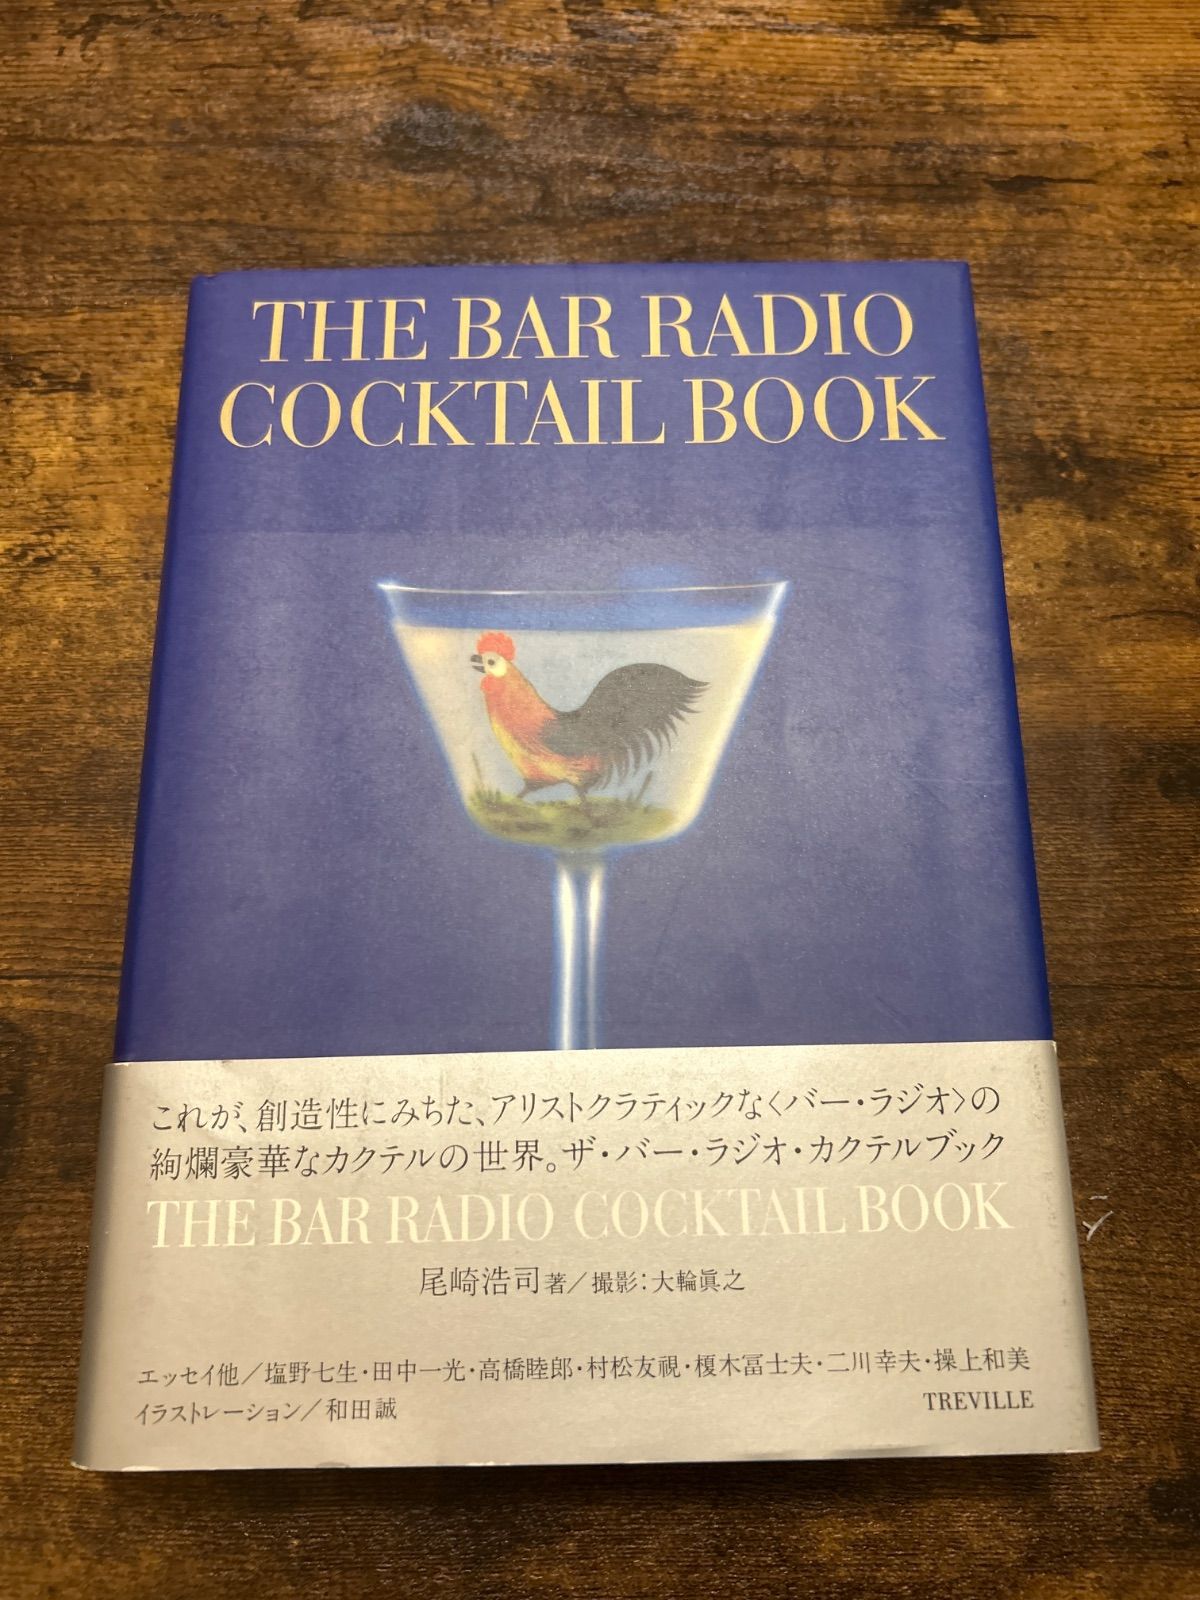 THE BAR RADIO
COCKTAIL BOOK
これが、創造性にみちた、アリストクラティックな〈バー・ラジオ〉の
絢爛豪華なカクテルの世界。ザ・バー・ラジオ・カクテルブック
THE BAR RADIO COCKTAIL BOOK
尾崎浩司著／撮影：大輪眞之
エッセイ他／塩野七生・田中一光・高橋睦郎・村松友視・榎木冨士夫・二川幸夫・操上和美
イラストレーション／和田誠
TREVILLE